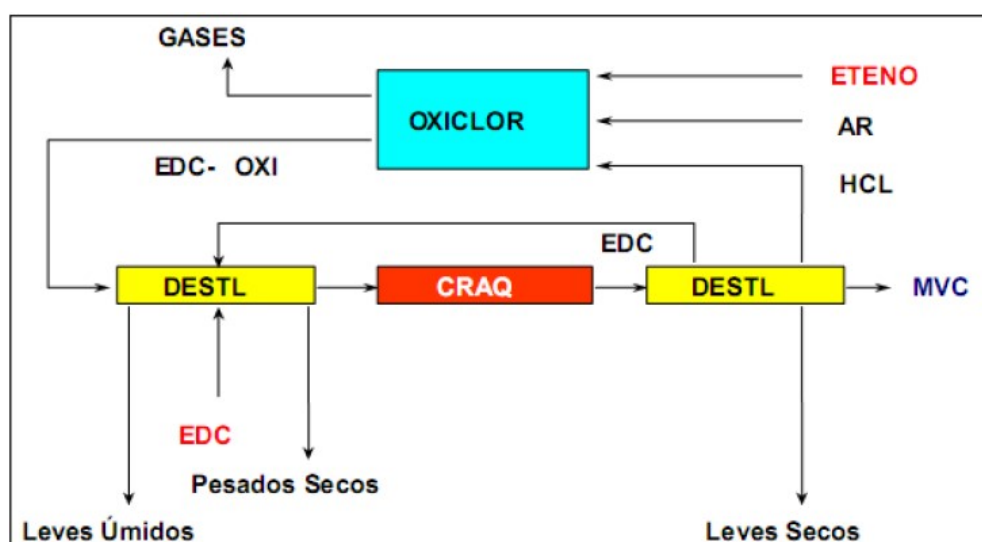 GASES
ETENO
OXICLOR
AR
EDC- OXI
HCL
EDC
DESTL
CRAQ
DESTL
MVC
EDC
Pesados Secos
Leves Úmidos
Leves Secos